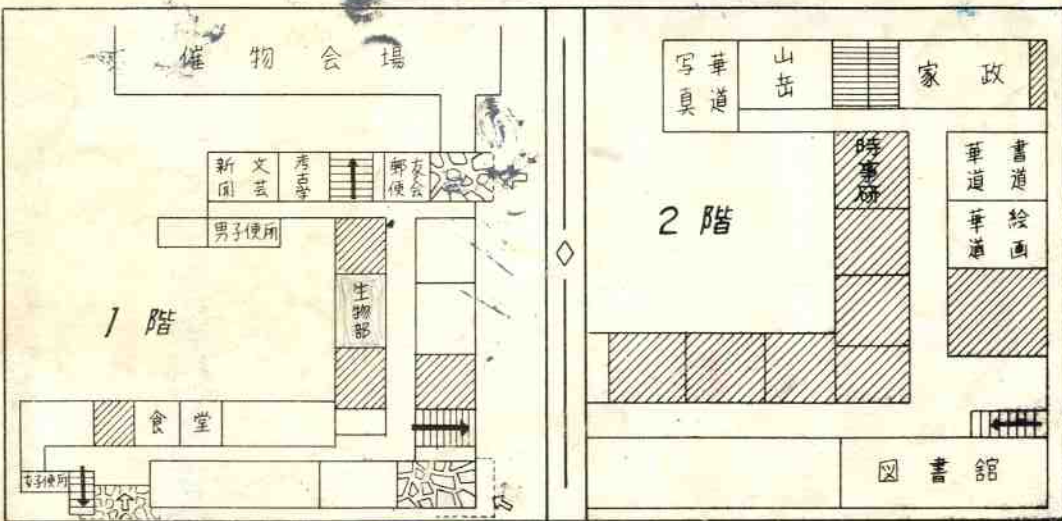 催物会場
新聞
文芸
考古学
郵便
友会
男子便所
生物部
1階
食堂
女子便所
写真
華道
山岳
家政
時事研
華道
書道
華道
絵画
2階
図書館